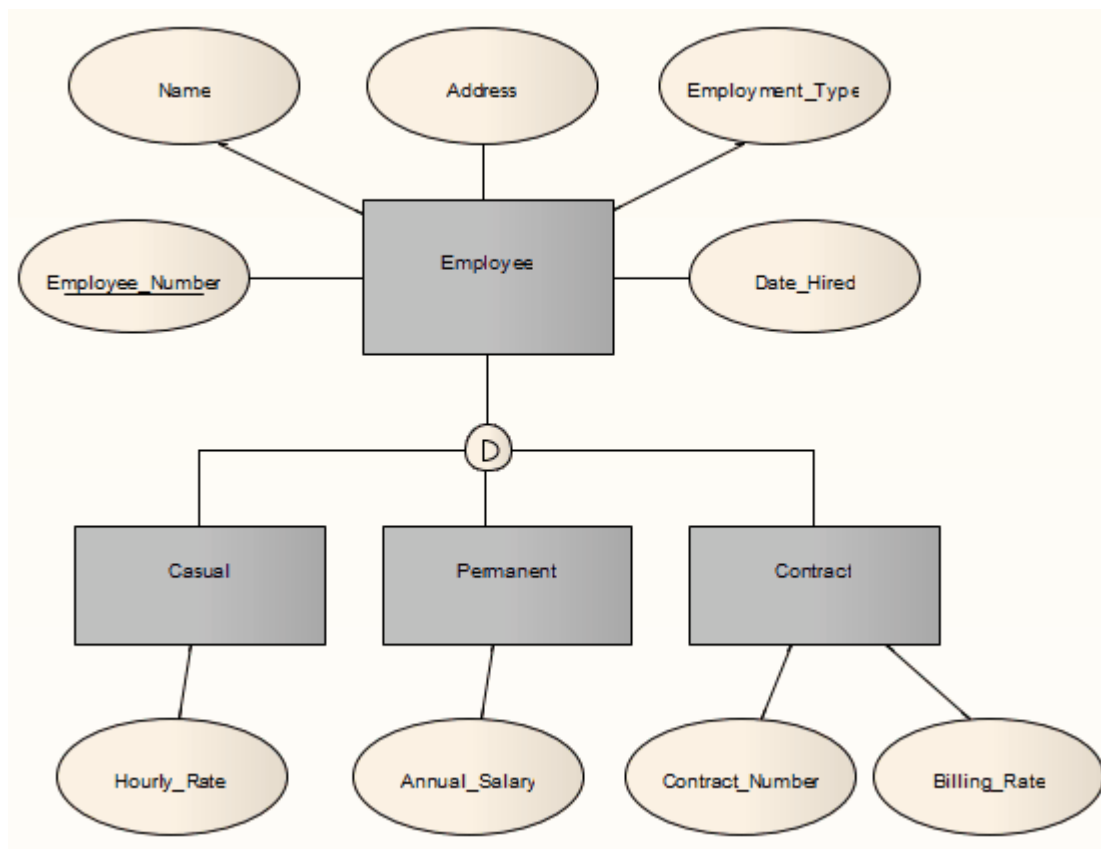 Name
Address
Employment_Type
Employee_Number
Employee
Date_Hired
D
Casual
Permanent
Contract
Hourly_Rate
Annual_Salary
Contract_Number
Billing_Rate